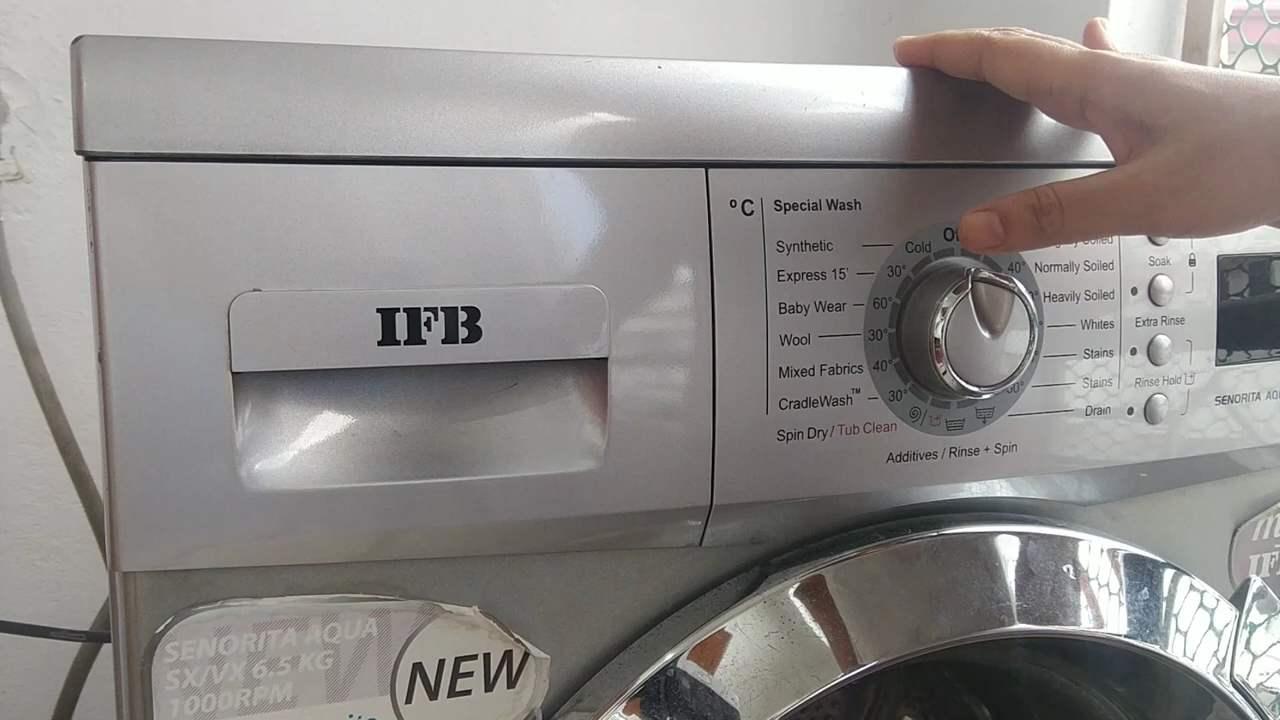 IFB
°C
Special Wash
Synthetic
Express 15'
Baby Wear
Wool
Mixed Fabrics
CradleWash™
Spin Dry / Tub Clean
Additives / Rinse + Spin
Cold
30°
60°
30°
40°
30°
40°
Soiled
Normally Soiled
Heavily Soiled
Whites
Stains
Stains
Drain
Soak
Extra Rinse
Rinse Hold
SENORITA
SENORITA AQUA
SX/VX 6.5 KG
1000RPM
NEW